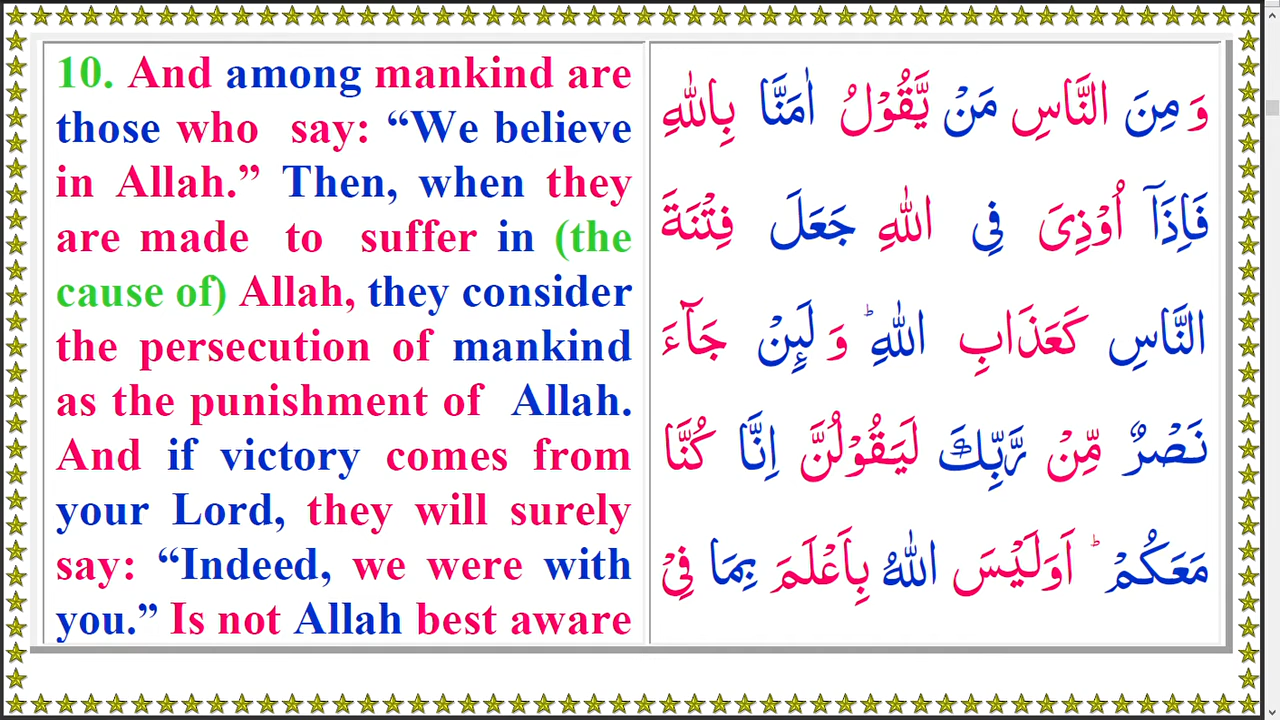 10. And among mankind are
those who say: “We believe
in Allah.” Then, when they
are made to suffer in (the
cause of) Allah, they consider
the persecution of mankind
as the punishment of Allah.
And if victory comes from
your Lord, they will surely
say: “Indeed, we were with
you.” Is not Allah best aware
وَ مِنَ النَّاسِ مَنْ يَّقُوْلُ اٰمَنَّا بِاللّٰهِ
فَاِذَاۤ اُوْذِیَ فِی اللّٰهِ جَعَلَ فِتْنَةَ
النَّاسِ كَعَذَابِ اللّٰهِؕ وَ لَىِٕنْ جَآءَ
نَصْرٌ مِّنْ رَّبِّكَ لَیَقُوْلُنَّ اِنَّا كُنَّا
مَعَكُمْؕ اَوَلَیْسَ اللّٰهُ بِاَعْلَمَ بِمَا فِیْ